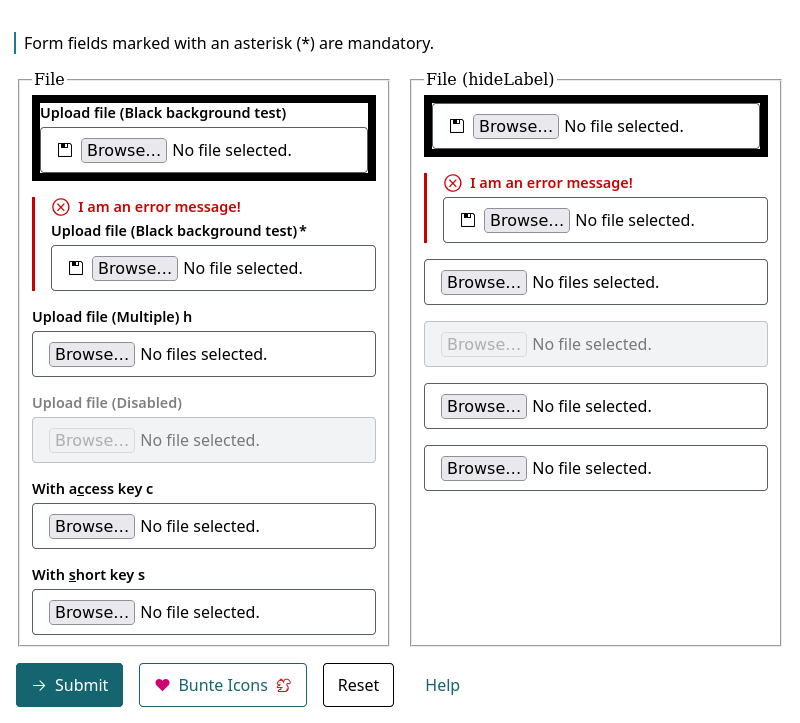 Form fields marked with an asterisk (*) are mandatory.
File
Upload file (Black background test)
Browse... No file selected.
I am an error message!
Upload file (Black background test)*
Browse... No file selected.
Upload file (Multiple) h
Browse... No files selected.
Upload file (Disabled)
Browse... No file selected.
With access key c
Browse... No file selected.
With short key s
Browse... No file selected.
File (hideLabel)
Browse... No file selected.
I am an error message!
Browse... No file selected.
Browse... No files selected.
Browse... No file selected.
Browse... No file selected.
Browse... No file selected.
Submit Bunte Icons Reset Help